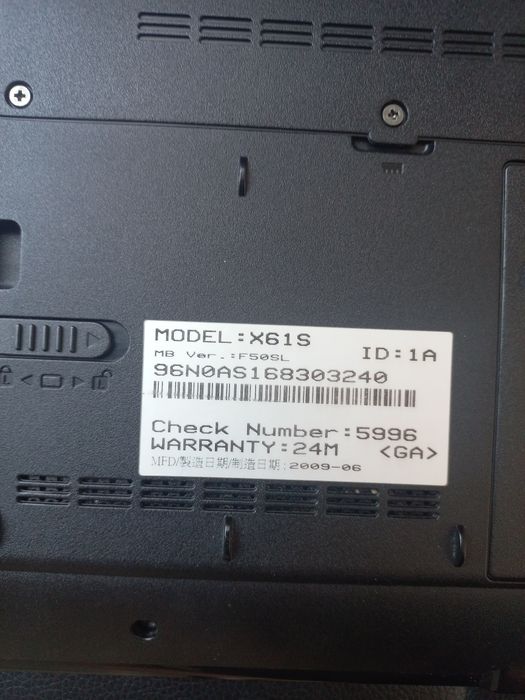 MODEL:X61S
ID:1A
MB Ver.:F50SL
96N0AS168303240
Check Number:5996
WARRANTY:24M <GA>
MFD/製造日期/制造日期:2009-06